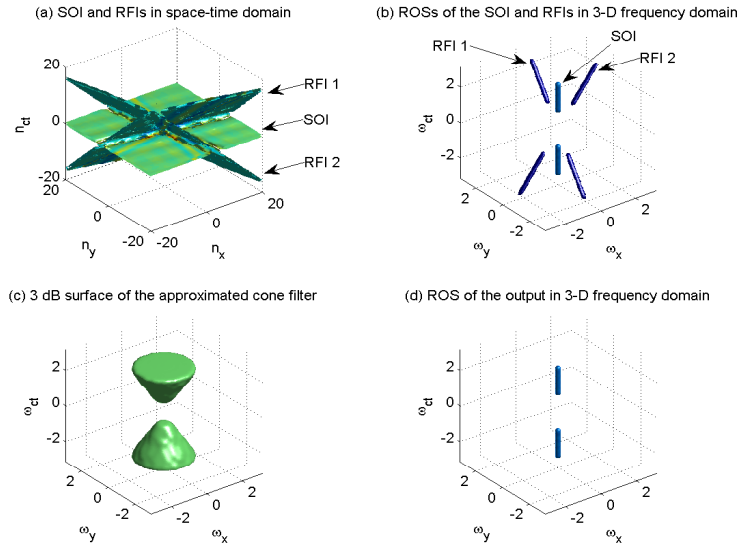 (a) SOI and RFIs in space-time domain
20
0
-20
n_ct
20
0
-20
n_y
-20
0
20
n_x
RFI 1
SOI
RFI 2
(b) ROSs of the SOI and RFIs in 3-D frequency domain
RFI 1
SOI
RFI 2
2
0
-2
ω_ct
2
0
-2
ω_y
-2
0
2
ω_x
(c) 3 dB surface of the approximated cone filter
2
0
-2
ω_ct
2
0
-2
ω_y
-2
0
2
ω_x
(d) ROS of the output in 3-D frequency domain
2
0
-2
ω_ct
2
0
-2
ω_y
-2
0
2
ω_x